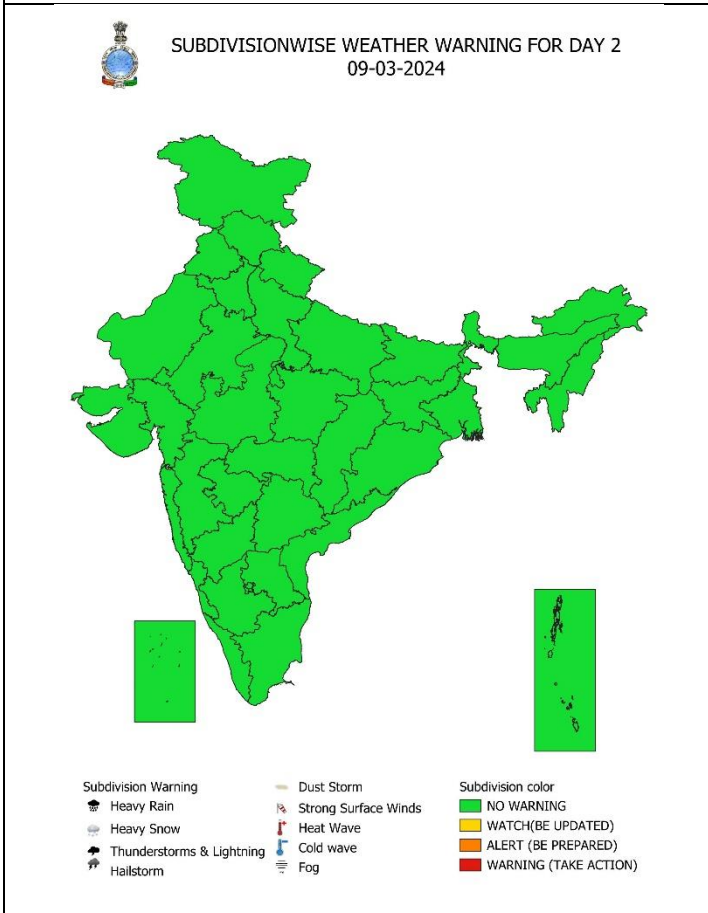 SUBDIVISIONWISE WEATHER WARNING FOR DAY 2
09-03-2024
Subdivision Warning
Heavy Rain
Heavy Snow
Thunderstorms & Lightning
Hailstorm
Dust Storm
Strong Surface Winds
Heat Wave
Cold wave
Fog
Subdivision color
NO WARNING
WATCH(BE UPDATED)
ALERT (BE PREPARED)
WARNING (TAKE ACTION)